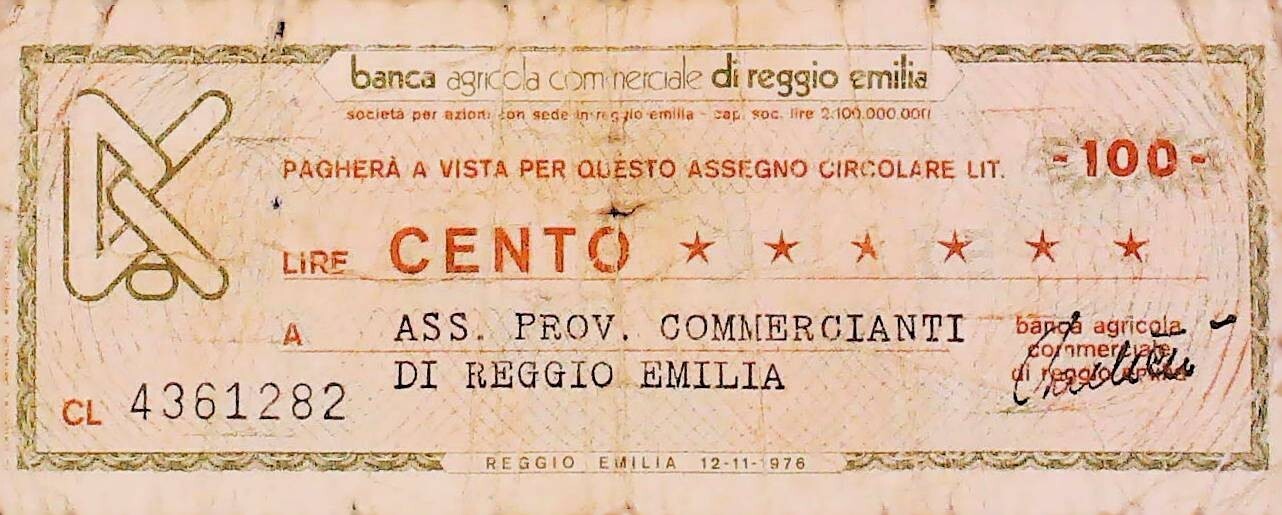 banca agricola commerciale di reggio emilia
società per azioni con sede in reggio emilia - cap. soc. lire 2.100.000.000
PAGHERÀ A VISTA PER QUESTO ASSEGNO CIRCOLARE LIT. -100-
LIRE CENTO ★ ★ ★ ★ ★ ★
A ASS. PROV. COMMERCIANTI
DI REGGIO EMILIA
banca agricola
commerciale
di reggio emilia
CL 4361282
REGGIO EMILIA 12-11-1976